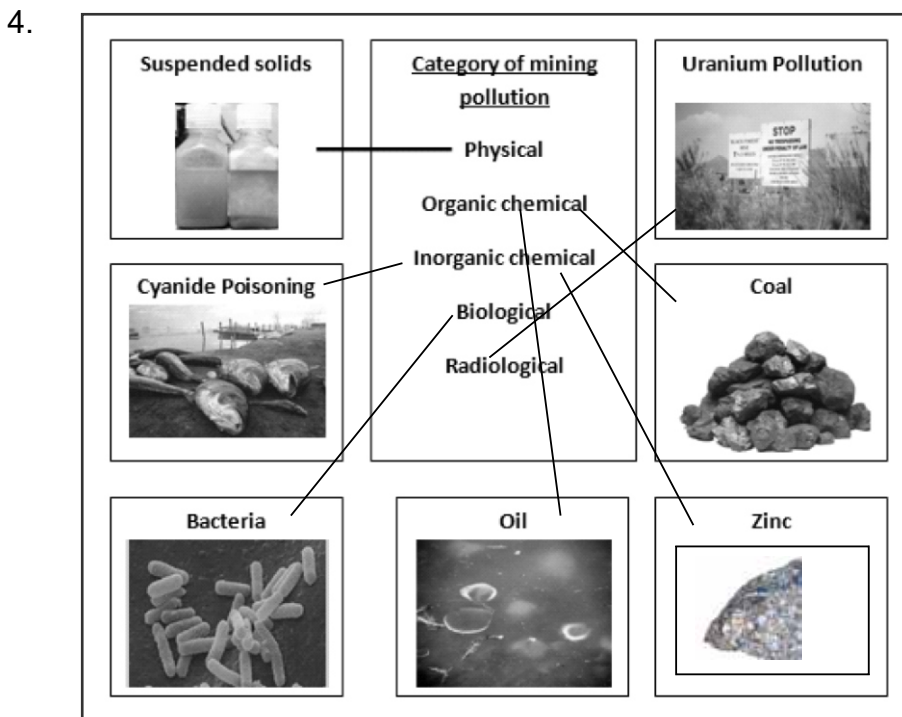 4.
Suspended solids
Category of mining
pollution
Physical
Organic chemical
Inorganic chemical
Biological
Radiological
Uranium Pollution
STOP
Cyanide Poisoning
Coal
Bacteria
Oil
Zinc